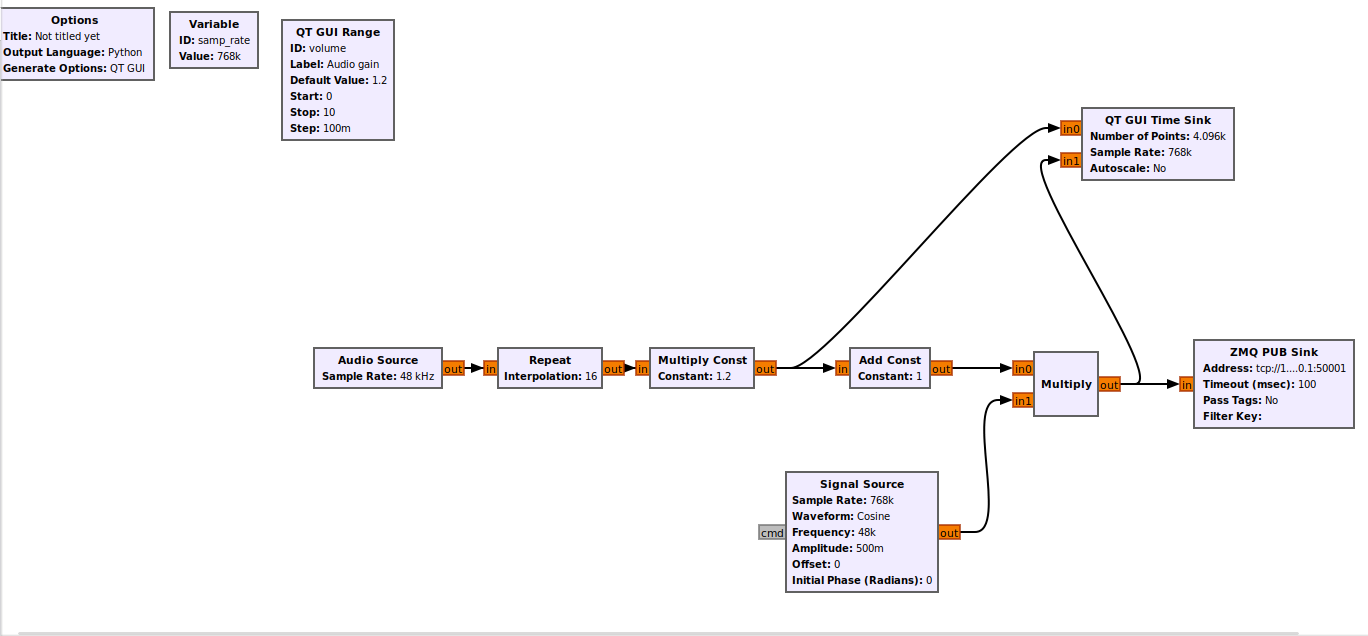 Options
Title: Not titled yet
Output Language: Python
Generate Options: QT GUI
Variable
ID: samp_rate
Value: 768k
QT GUI Range
ID: volume
Label: Audio gain
Default Value: 1.2
Start: 0
Stop: 10
Step: 100m
QT GUI Time Sink
in0
in1
Number of Points: 4.096k
Sample Rate: 768k
Autoscale: No
Audio Source
Sample Rate: 48 kHz
out
in
Repeat
Interpolation: 16
out
in
Multiply Const
Constant: 1.2
out
in
Add Const
Constant: 1
out
in0
in1
Multiply
out
in
ZMQ PUB Sink
Address: tcp://1....0.1:50001
Timeout (msec): 100
Pass Tags: No
Filter Key:
cmd
Signal Source
Sample Rate: 768k
Waveform: Cosine
Frequency: 48k
Amplitude: 500m
Offset: 0
Initial Phase (Radians): 0
out